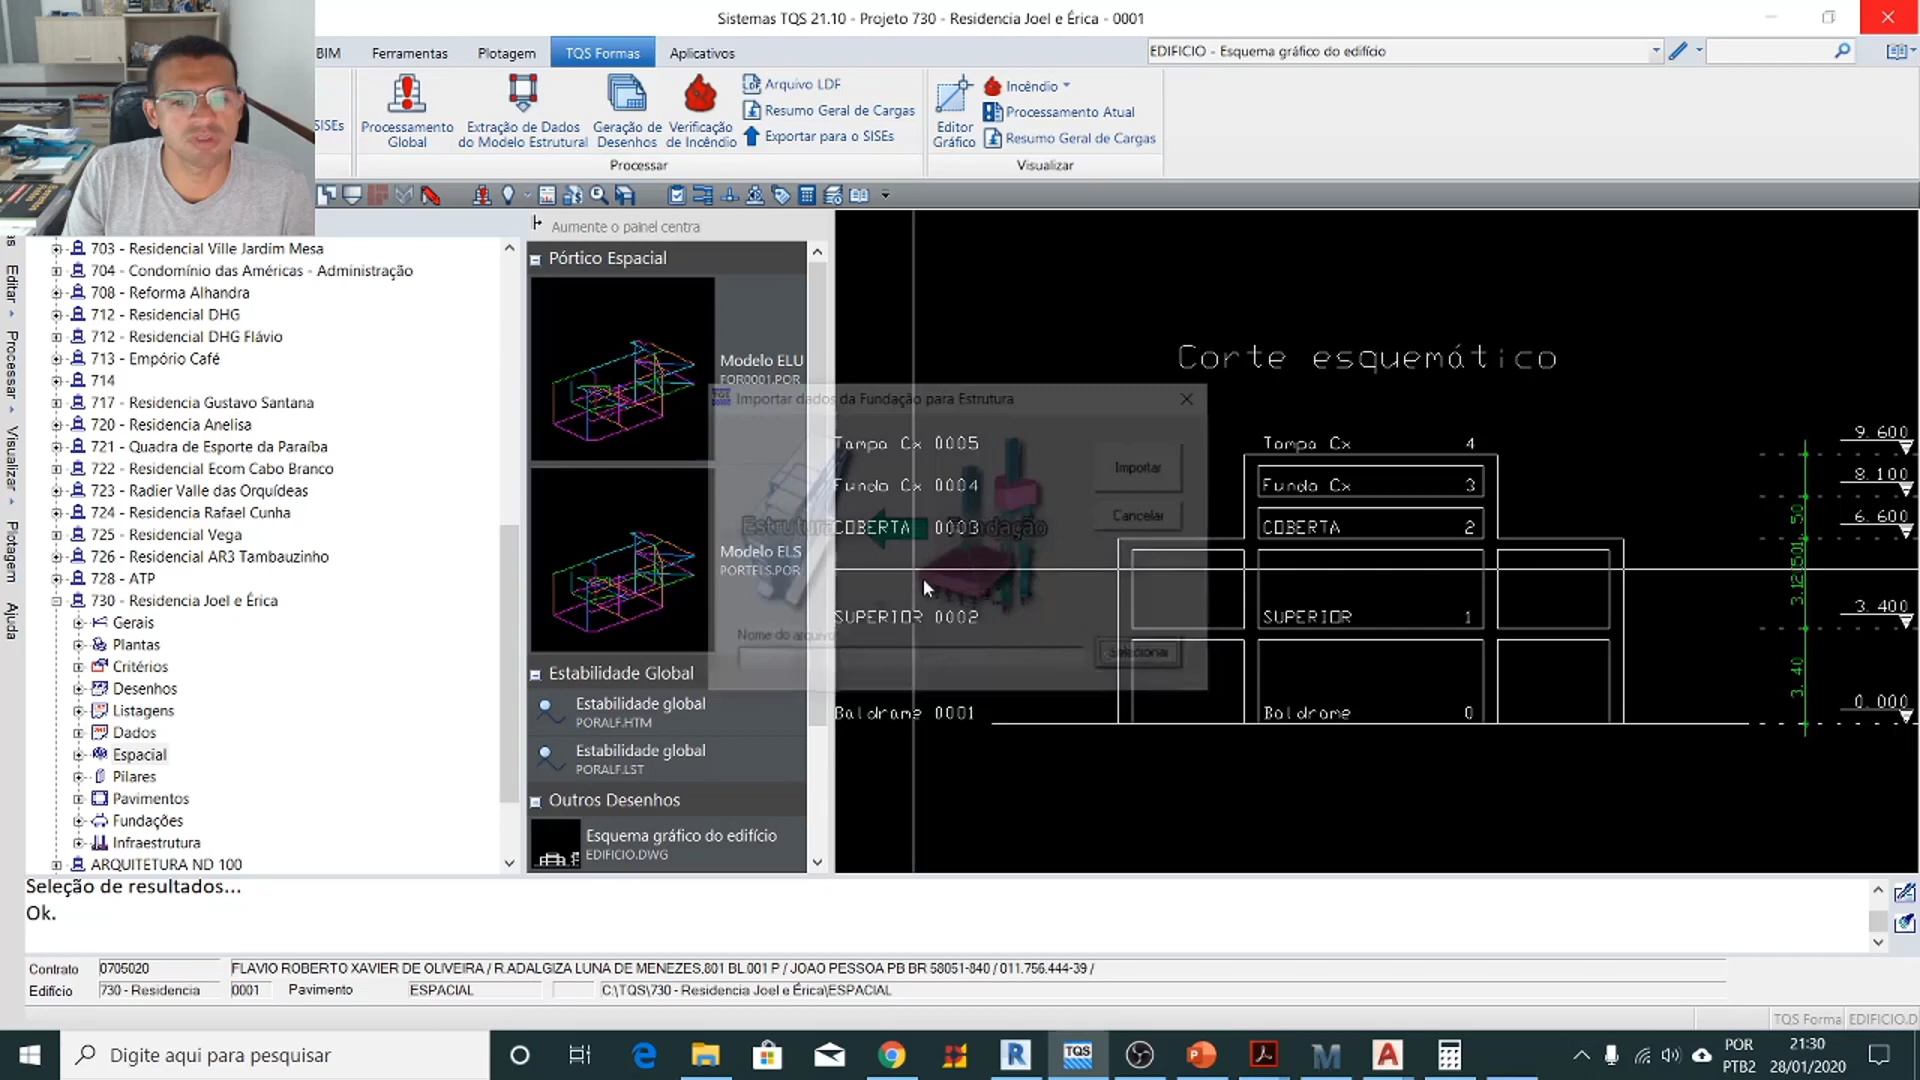 Sistemas TQS 21.10 - Projeto 730 - Residencia Joel e Érica - 0001
BIM
Ferramentas
Plotagem
TQS Formas
Aplicativos
EDIFICIO - Esquema gráfico do edifício
SISEs
Processamento Global
Extração de Dados do Modelo Estrutural
Geração de Desenhos
Verificação de Incêndio
Arquivo LDF
Resumo Geral de Cargas
Exportar para o SISEs
Processar
Editor Gráfico
Incêndio
Processamento Atual
Resumo Geral de Cargas
Visualizar
Aumente o painel centra
Editar
Processar
Visualizar
Plotagem
Ajuda
703 - Residencial Ville Jardim Mesa
704 - Condomínio das Américas - Administração
708 - Reforma Alhandra
712 - Residencial DHG
712 - Residencial DHG Flávio
713 - Empório Café
714
717 - Residencia Gustavo Santana
720 - Residencia Anelisa
721 - Quadra de Esporte da Paraíba
722 - Residencial Ecom Cabo Branco
723 - Radier Valle das Orquídeas
724 - Residencia Rafael Cunha
725 - Residencial Vega
726 - Residencial AR3 Tambauzinho
728 - ATP
730 - Residencia Joel e Érica
Gerais
Plantas
Critérios
Desenhos
Listagens
Dados
Espacial
Pilares
Pavimentos
Fundações
Infraestrutura
ARQUITETURA ND 100
Pórtico Espacial
Modelo ELU
FOR0001.POR
Modelo ELS
PORTELS.POR
Estabilidade Global
Estabilidade global
PORALF.HTM
Estabilidade global
PORALF.LST
Outros Desenhos
Esquema gráfico do edifício
EDIFICIO.DWG
Importar dados da Fundação para Estrutura
Importar
Cancelar
Estrutura
Fundação
Nome do arquivo
Selecionar
Corte esquemático
Tampa Cx 0005
Tampa Cx 4
9.600
Fundo Cx 0004
Fundo Cx 3
8.100
COBERTA 0003
COBERTA 2
6.600
SUPERIOR 0002
SUPERIOR 1
3.400
3.40
Baldrame 0001
Baldrame 0
0.000
Seleção de resultados...
Ok.
Contrato 0705020 FLAVIO ROBERTO XAVIER DE OLIVEIRA / R.ADALGIZA LUNA DE MENEZES,801 BL.001 P / JOAO PESSOA PB BR 58051-840 / 011.756.444-39 /
Edifício 730 - Residencia 0001 Pavimento ESPACIAL C:\TQS\730 - Residencia Joel e Érica\ESPACIAL
TQS Forma EDIFICIO.D
Digite aqui para pesquisar
TQS
POR
PTB2
21:30
28/01/2020